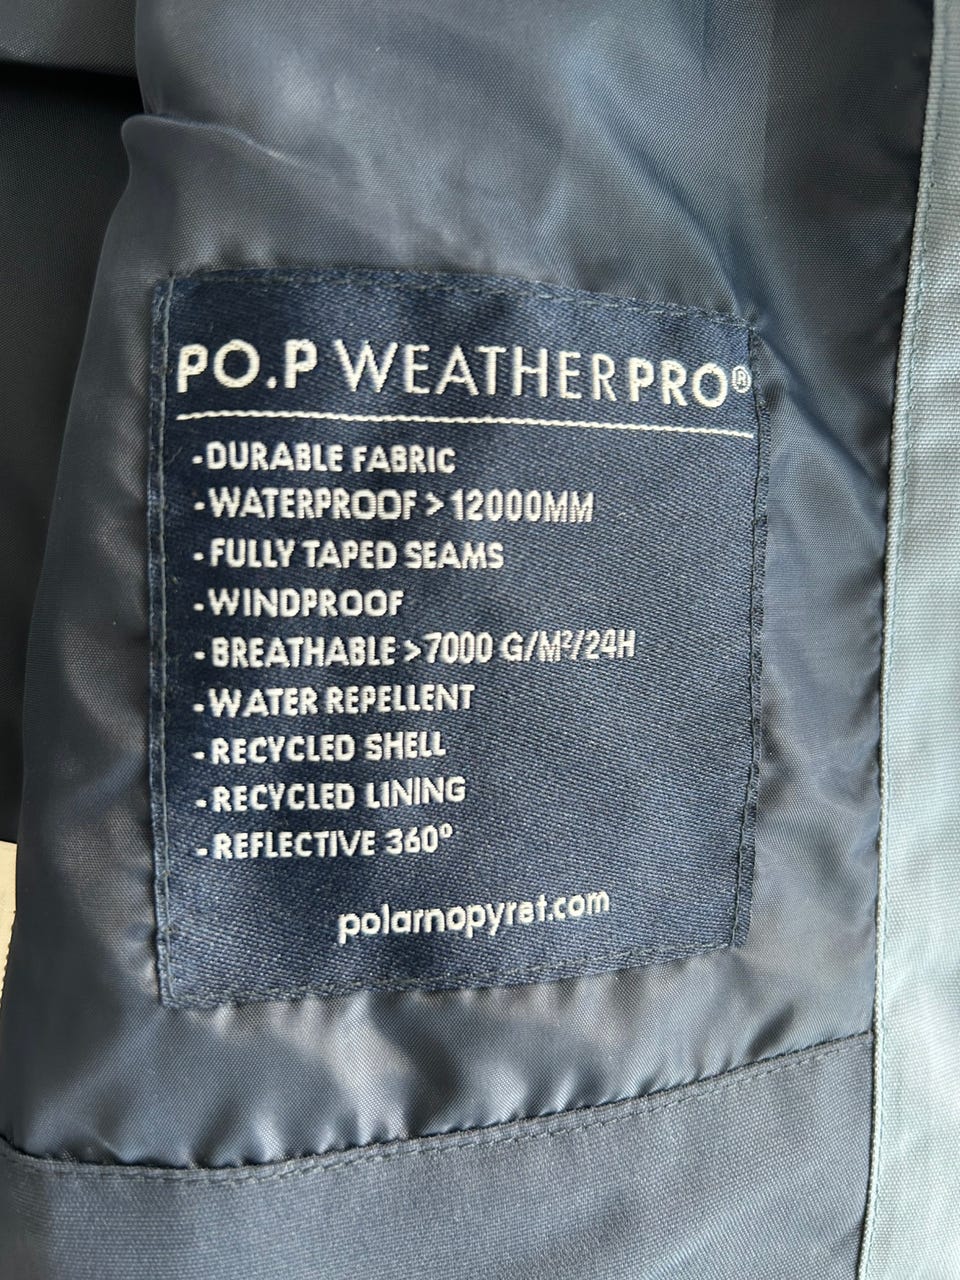 PO.P WEATHERPRO®
-DURABLE FABRIC
-WATERPROOF > 12000MM
-FULLY TAPED SEAMS
-WINDPROOF
-BREATHABLE >7000 G/M²/24H
-WATER REPELLENT
-RECYCLED SHELL
-RECYCLED LINING
-REFLECTIVE 360°
polarnopyret.com